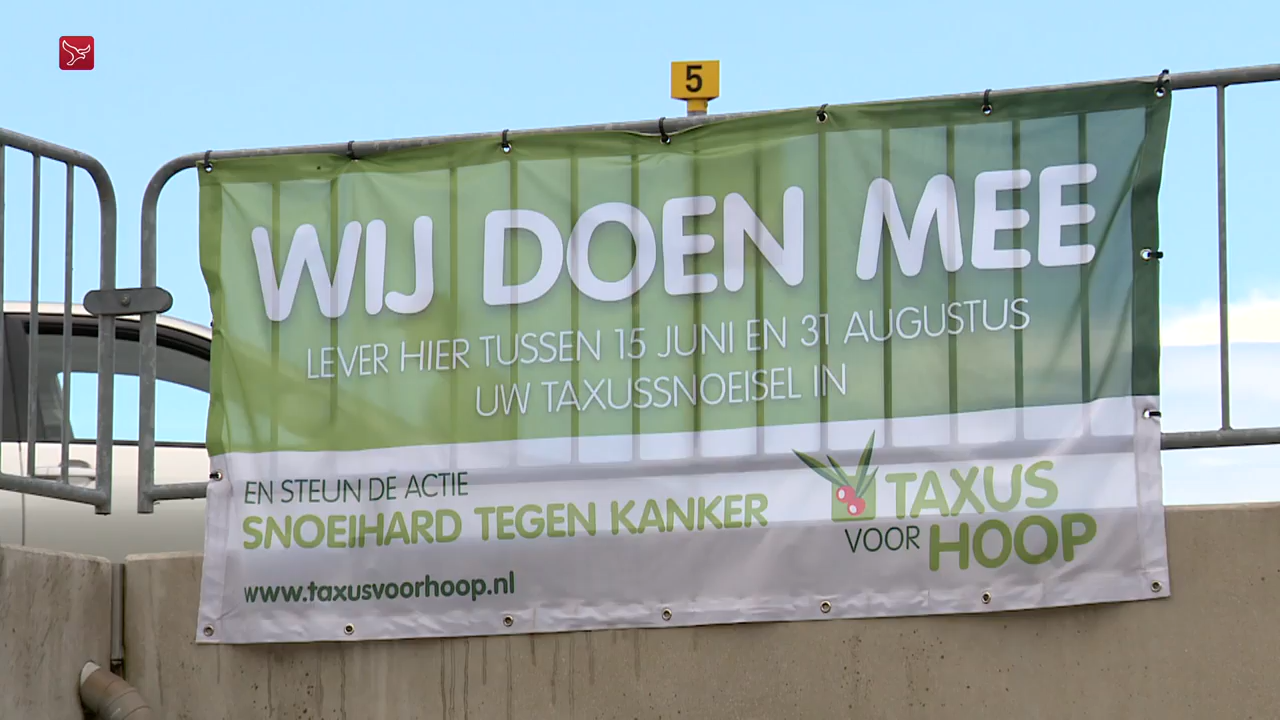 5
WIJ DOEN MEE
LEVER HIER TUSSEN 15 JUNI EN 31 AUGUSTUS
UW TAXUSSNOEISEL IN
EN STEUN DE ACTIE
SNOEIHARD TEGEN KANKER
www.taxusvoorhoop.nl
TAXUS
VOOR HOOP